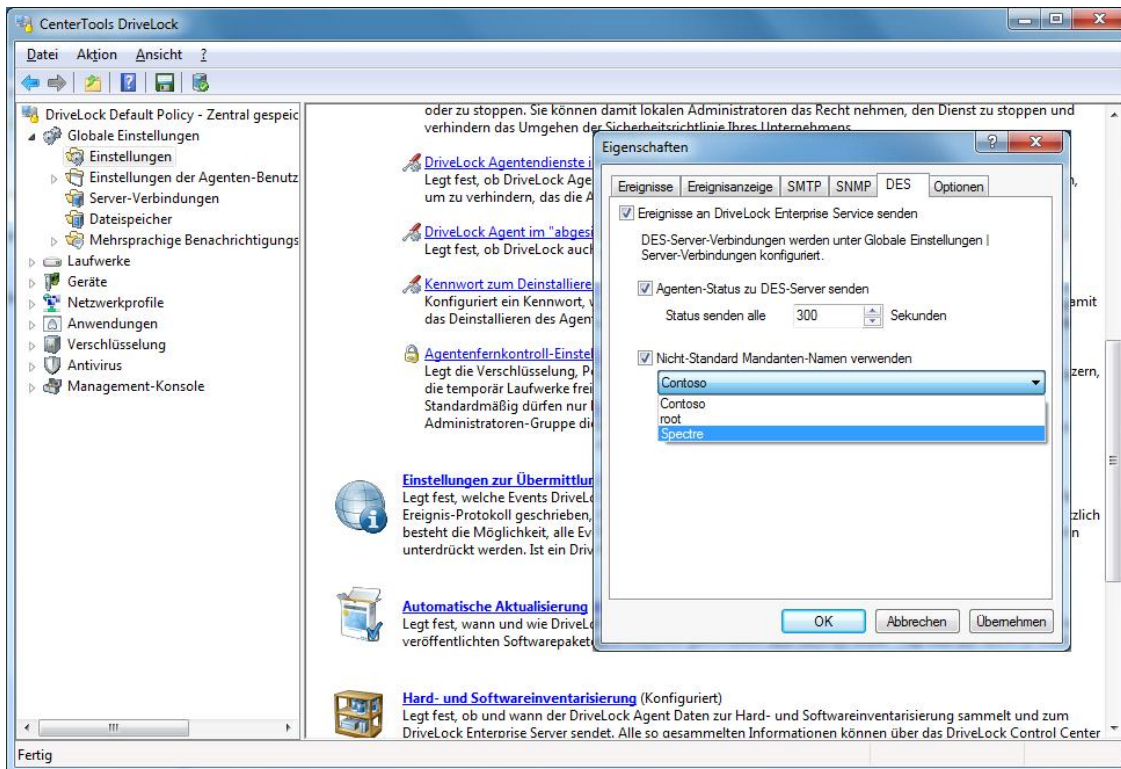 CenterTools DriveLock
Datei Aktion Ansicht ?
DriveLock Default Policy - Zentral gespeic
Globale Einstellungen
Einstellungen
Einstellungen der Agenten-Benutz
Server-Verbindungen
Dateispeicher
Mehrsprachige Benachrichtigungs
Laufwerke
Geräte
Netzwerkprofile
Anwendungen
Verschlüsselung
Antivirus
Management-Konsole
oder zu stoppen. Sie können damit lokalen Administratoren das Recht nehmen, den Dienst zu stoppen und
verhindern das Umgehen der Sicherheitsrichtlinie Ihres Unternehmens.
DriveLock Agentendienste i
Legt fest, ob DriveLock Age
um zu verhindern, das die A
DriveLock Agent im "abgesi
Legt fest, ob DriveLock auch
Kennwort zum Deinstalliere
Konfiguriert ein Kennwort, amit
das Deinstallieren des Agen
Agentenfernkontroll-Einstel
Legt die Verschlüsselung, P zern,
die temporär Laufwerke frei
Standardmäßig dürfen nur
Administratoren-Gruppe di
Einstellungen zur Übermittlun
Legt fest, welche Events DriveLo
Ereignis-Protokoll geschrieben, tzlich
besteht die Möglichkeit, alle Ev n
unterdrückt werden. Ist ein Driv
Automatische Aktualisierung
Legt fest, wann und wie DriveLo
veröffentlichten Softwarepakete
Hard- und Softwareinventarisierung (Konfiguriert)
Legt fest, ob und wann der DriveLock Agent Daten zur Hard- und Softwareinventarisierung sammelt und zum
DriveLock Enterprise Server sendet. Alle so gesammelten Informationen können über das DriveLock Control Center
Eigenschaften
Ereignisse Ereignisanzeige SMTP SNMP DES Optionen
Ereignisse an DriveLock Enterprise Service senden
DES-Server-Verbindungen werden unter Globale Einstellungen |
Server-Verbindungen konfiguriert.
Agenten-Status zu DES-Server senden
Status senden alle 300 Sekunden
Nicht-Standard Mandanten-Namen verwenden
Contoso
Contoso
root
Spectre
OK Abbrechen Übernehmen
Fertig